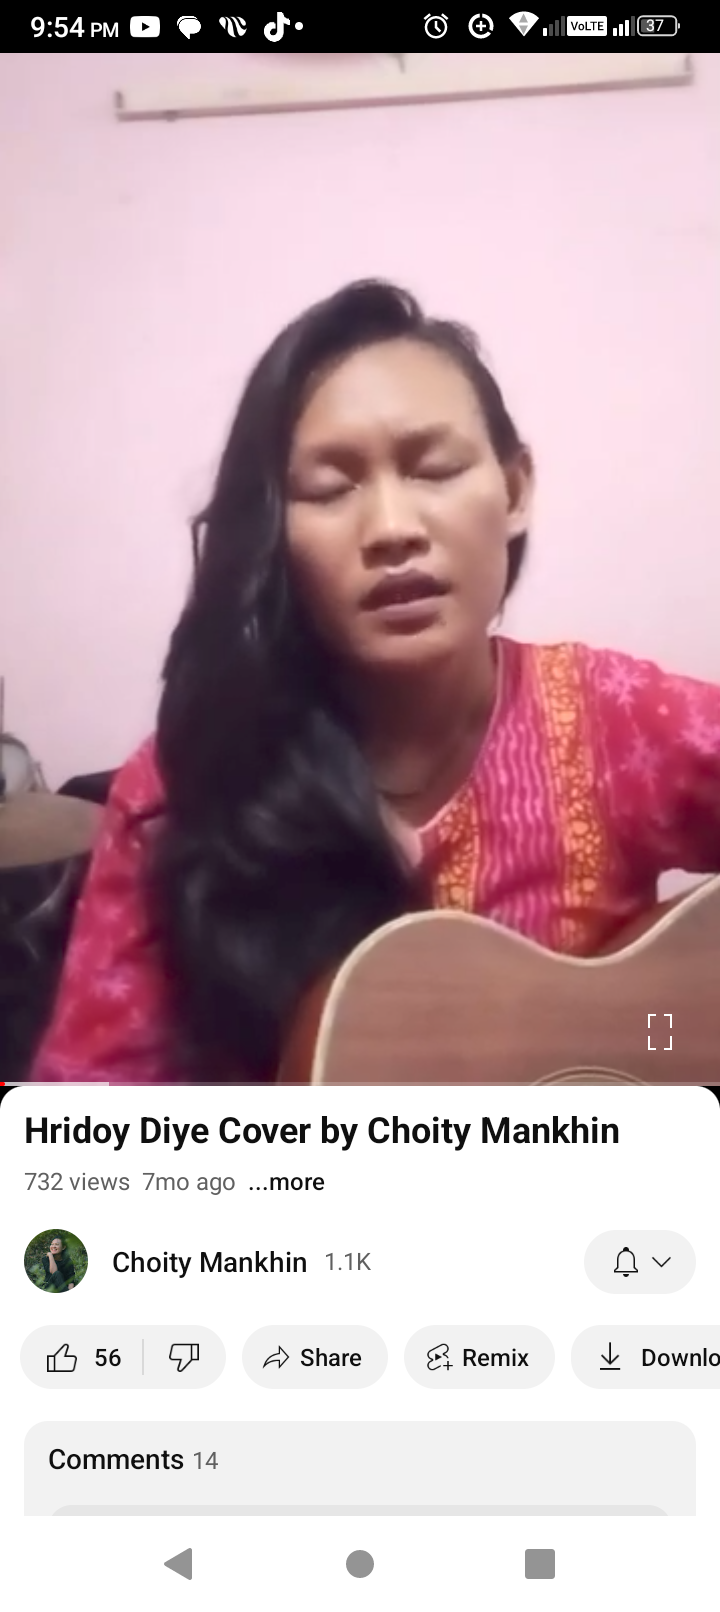 9:54 PM VoLTE 37
Hridoy Diye Cover by Choity Mankhin
732 views 7mo ago ...more
Choity Mankhin 1.1K
56 Share Remix Downlo
Comments 14